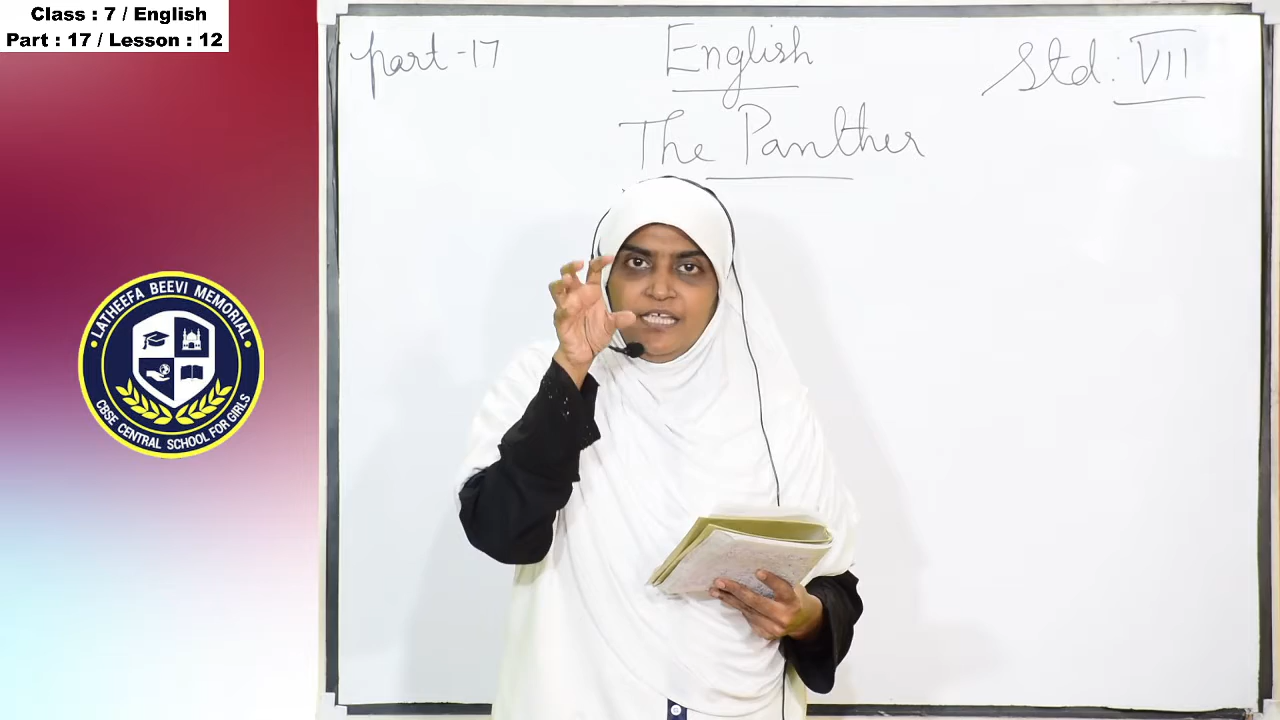 Class : 7 / English
Part : 17 / Lesson : 12
part -17
English
Std: VII
The Panther
LATHEEFA BEEVI MEMORIAL
CBSE CENTRAL SCHOOL FOR GIRLS